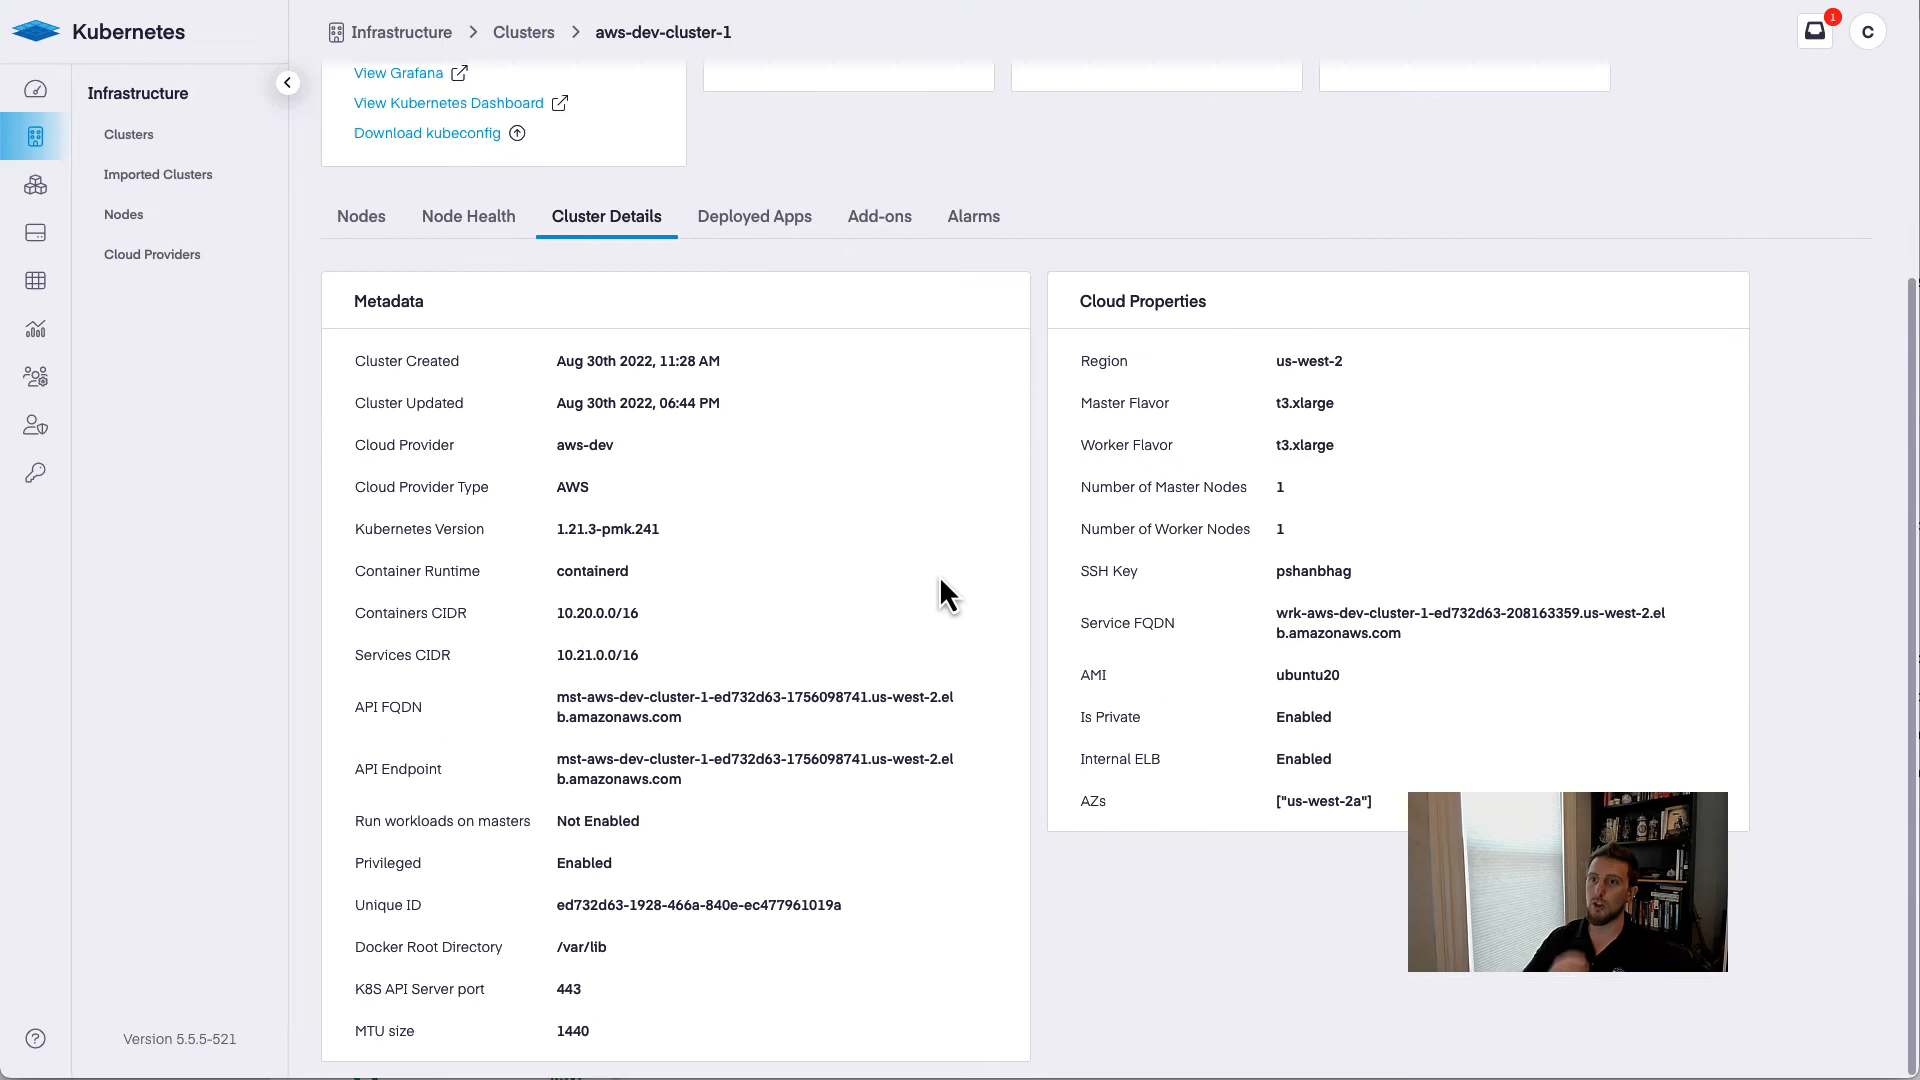 Kubernetes
Infrastructure
Clusters
aws-dev-cluster-1
1
C
Infrastructure
Clusters
Imported Clusters
Nodes
Cloud Providers
View Grafana
View Kubernetes Dashboard
Download kubeconfig
Nodes
Node Health
Cluster Details
Deployed Apps
Add-ons
Alarms
Metadata
Cluster Created Aug 30th 2022, 11:28 AM
Cluster Updated Aug 30th 2022, 06:44 PM
Cloud Provider aws-dev
Cloud Provider Type AWS
Kubernetes Version 1.21.3-pmk.241
Container Runtime containerd
Containers CIDR 10.20.0.0/16
Services CIDR 10.21.0.0/16
API FQDN mst-aws-dev-cluster-1-ed732d63-1756098741.us-west-2.el
b.amazonaws.com
API Endpoint mst-aws-dev-cluster-1-ed732d63-1756098741.us-west-2.el
b.amazonaws.com
Run workloads on masters Not Enabled
Privileged Enabled
Unique ID ed732d63-1928-466a-840e-ec477961019a
Docker Root Directory /var/lib
K8S API Server port 443
MTU size 1440
Cloud Properties
Region us-west-2
Master Flavor t3.xlarge
Worker Flavor t3.xlarge
Number of Master Nodes 1
Number of Worker Nodes 1
SSH Key pshanbhag
Service FQDN wrk-aws-dev-cluster-1-ed732d63-208163359.us-west-2.el
b.amazonaws.com
AMI ubuntu20
Is Private Enabled
Internal ELB Enabled
AZs ["us-west-2a"]
Version 5.5.5-521